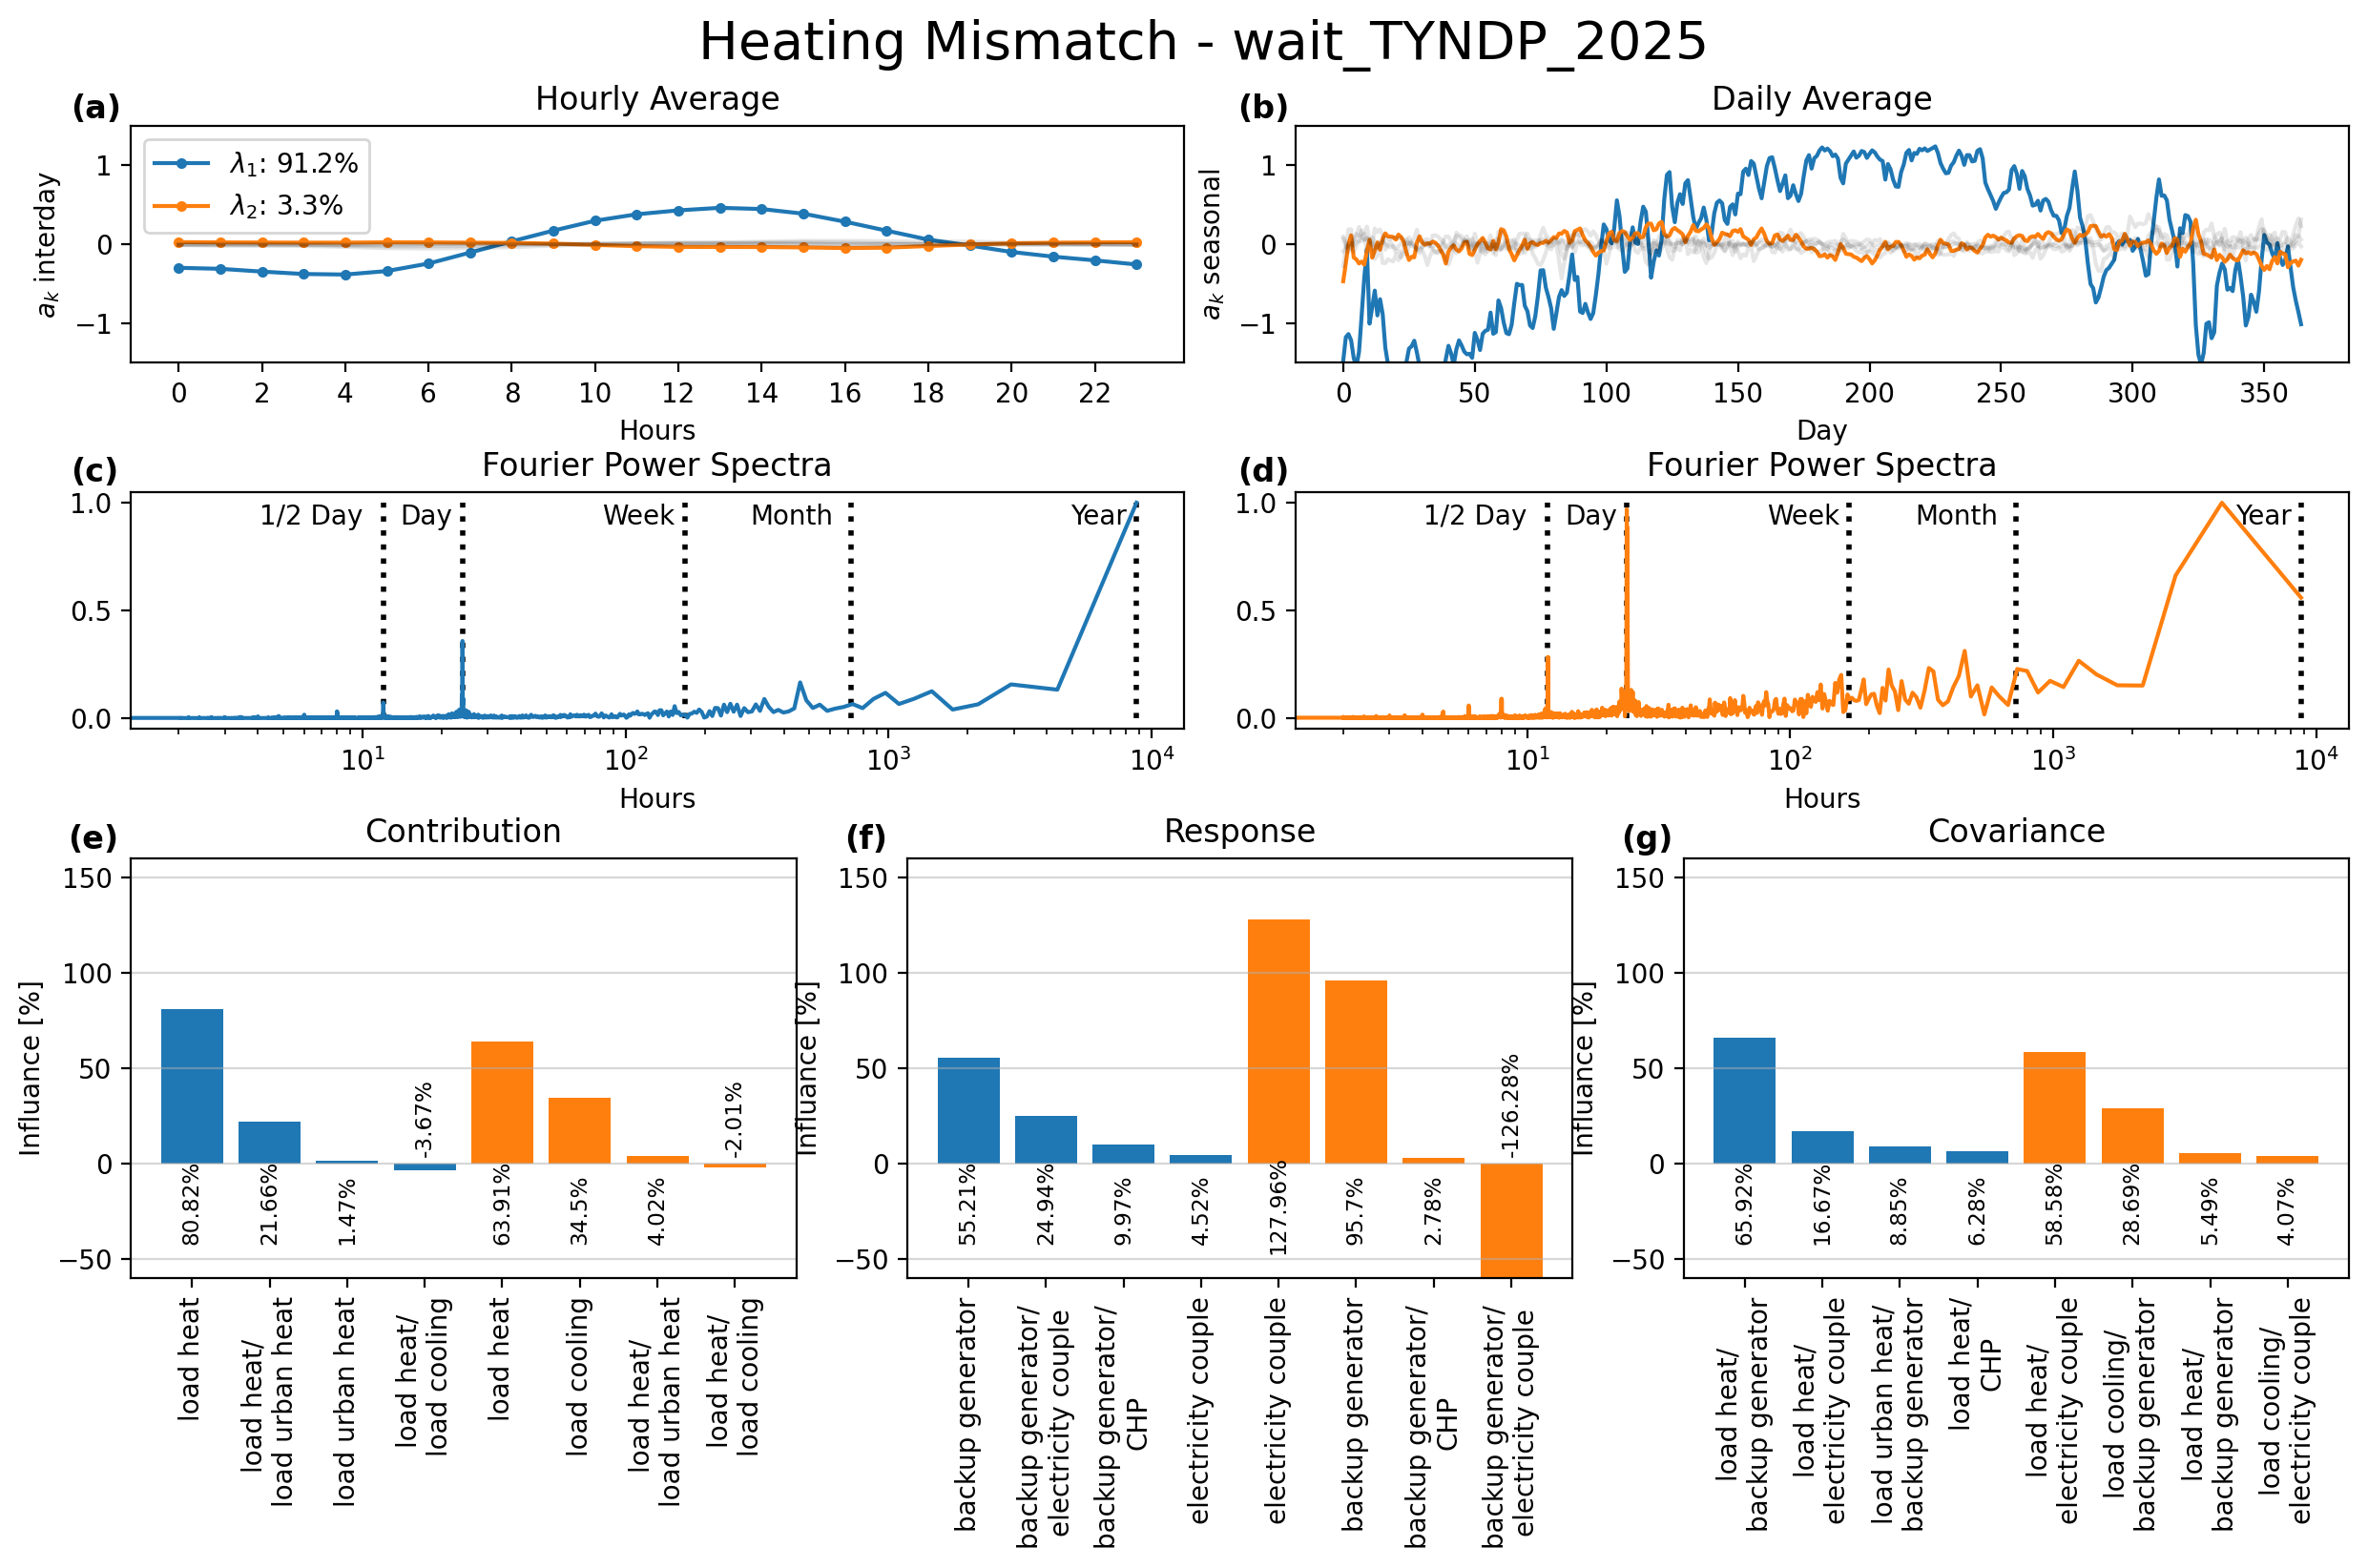 Heating Mismatch - wait_TYNDP_2025
(a)
Hourly Average
1
0
−1
a_k interday
λ₁: 91.2%
λ₂: 3.3%
0 2 4 6 8 10 12 14 16 18 20 22
Hours
(b)
Daily Average
1
0
−1
a_k seasonal
0 50 100 150 200 250 300 350
Day
(c)
Fourier Power Spectra
1.0
0.5
0.0
1/2 Day Day Week Month Year
10¹ 10² 10³ 10⁴
Hours
(d)
Fourier Power Spectra
1.0
0.5
0.0
1/2 Day Day Week Month Year
10¹ 10² 10³ 10⁴
Hours
(e)
Contribution
150
100
50
0
−50
Influance [%]
80.82%
21.66%
1.47%
-3.67%
63.91%
34.5%
4.02%
-2.01%
load heat
load heat/
load urban heat
load urban heat
load heat/
load cooling
load heat
load cooling
load heat/
load urban heat
load heat/
load cooling
(f)
Response
150
100
50
0
−50
Influance [%]
55.21%
24.94%
9.97%
4.52%
127.96%
95.7%
2.78%
-126.28%
backup generator
backup generator/
electricity couple
backup generator/
CHP
electricity couple
electricity couple
backup generator
backup generator/
CHP
backup generator/
electricity couple
(g)
Covariance
150
100
50
0
−50
Influance [%]
65.92%
16.67%
8.85%
6.28%
58.58%
28.69%
5.49%
4.07%
load heat/
backup generator
load heat/
electricity couple
load urban heat/
backup generator
load heat/
CHP
load heat/
electricity couple
load cooling/
backup generator
load heat/
backup generator
load cooling/
electricity couple